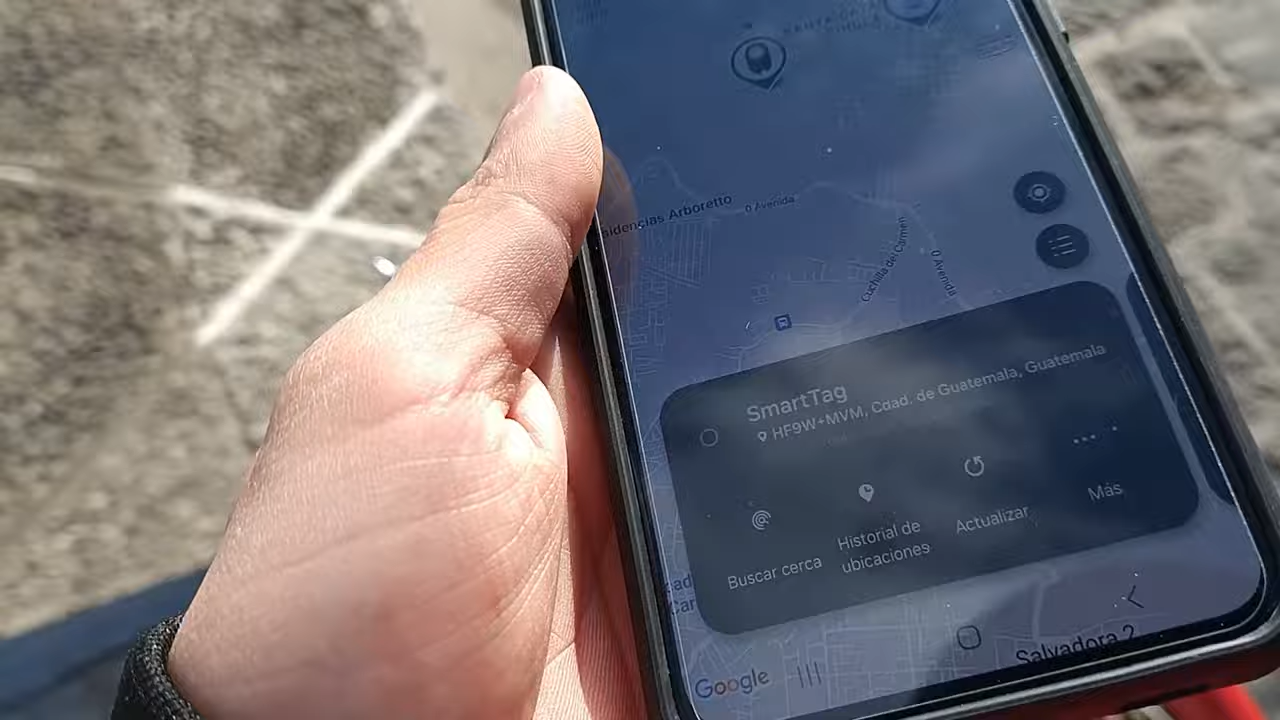 sidencias Arboretto
0 Avenida
Cuchilla del Carmen
0 Avenida
SmartTag
HF9W+MVM, Cdad. de Guatemala, Guatemala
Buscar cerca
Historial de
ubicaciones
Actualizar
Más
Salvadora 2
Google